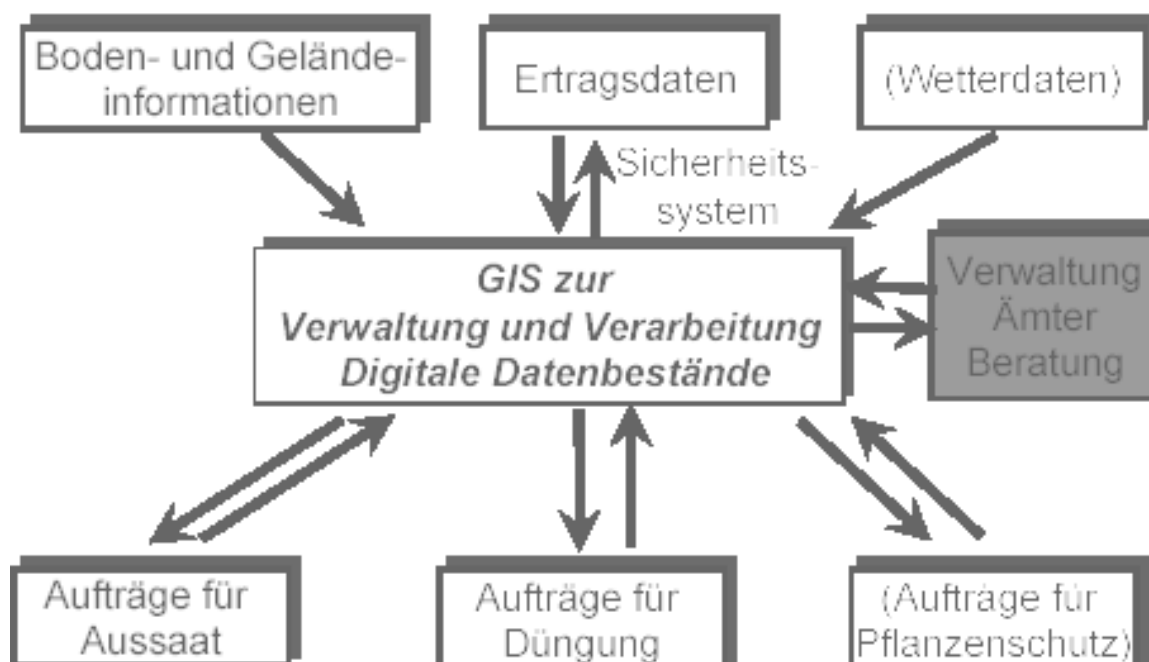 Boden- und Gelände-
informationen
Ertragsdaten
(Wetterdaten)
Sicherheits-
system
GIS zur
Verwaltung und Verarbeitung
Digitale Datenbestände
Verwaltung
Ämter
Beratung
Aufträge für
Aussaat
Aufträge für
Düngung
(Aufträge für
Pflanzenschutz)